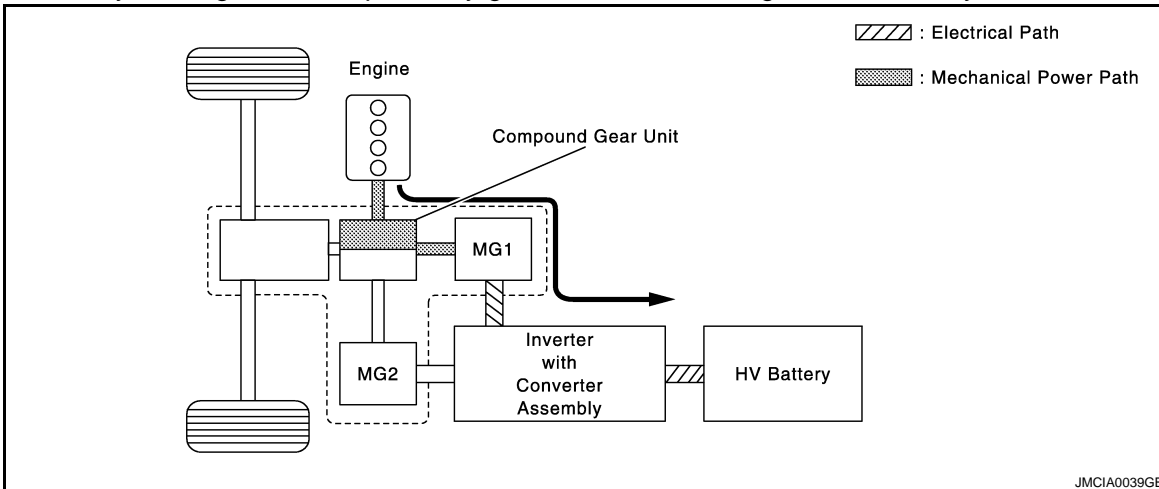 : Electrical Path
: Mechanical Power Path
Engine
Compound Gear Unit
MG1
MG2
Inverter
with
Converter
Assembly
HV Battery
JMCIA0039GB